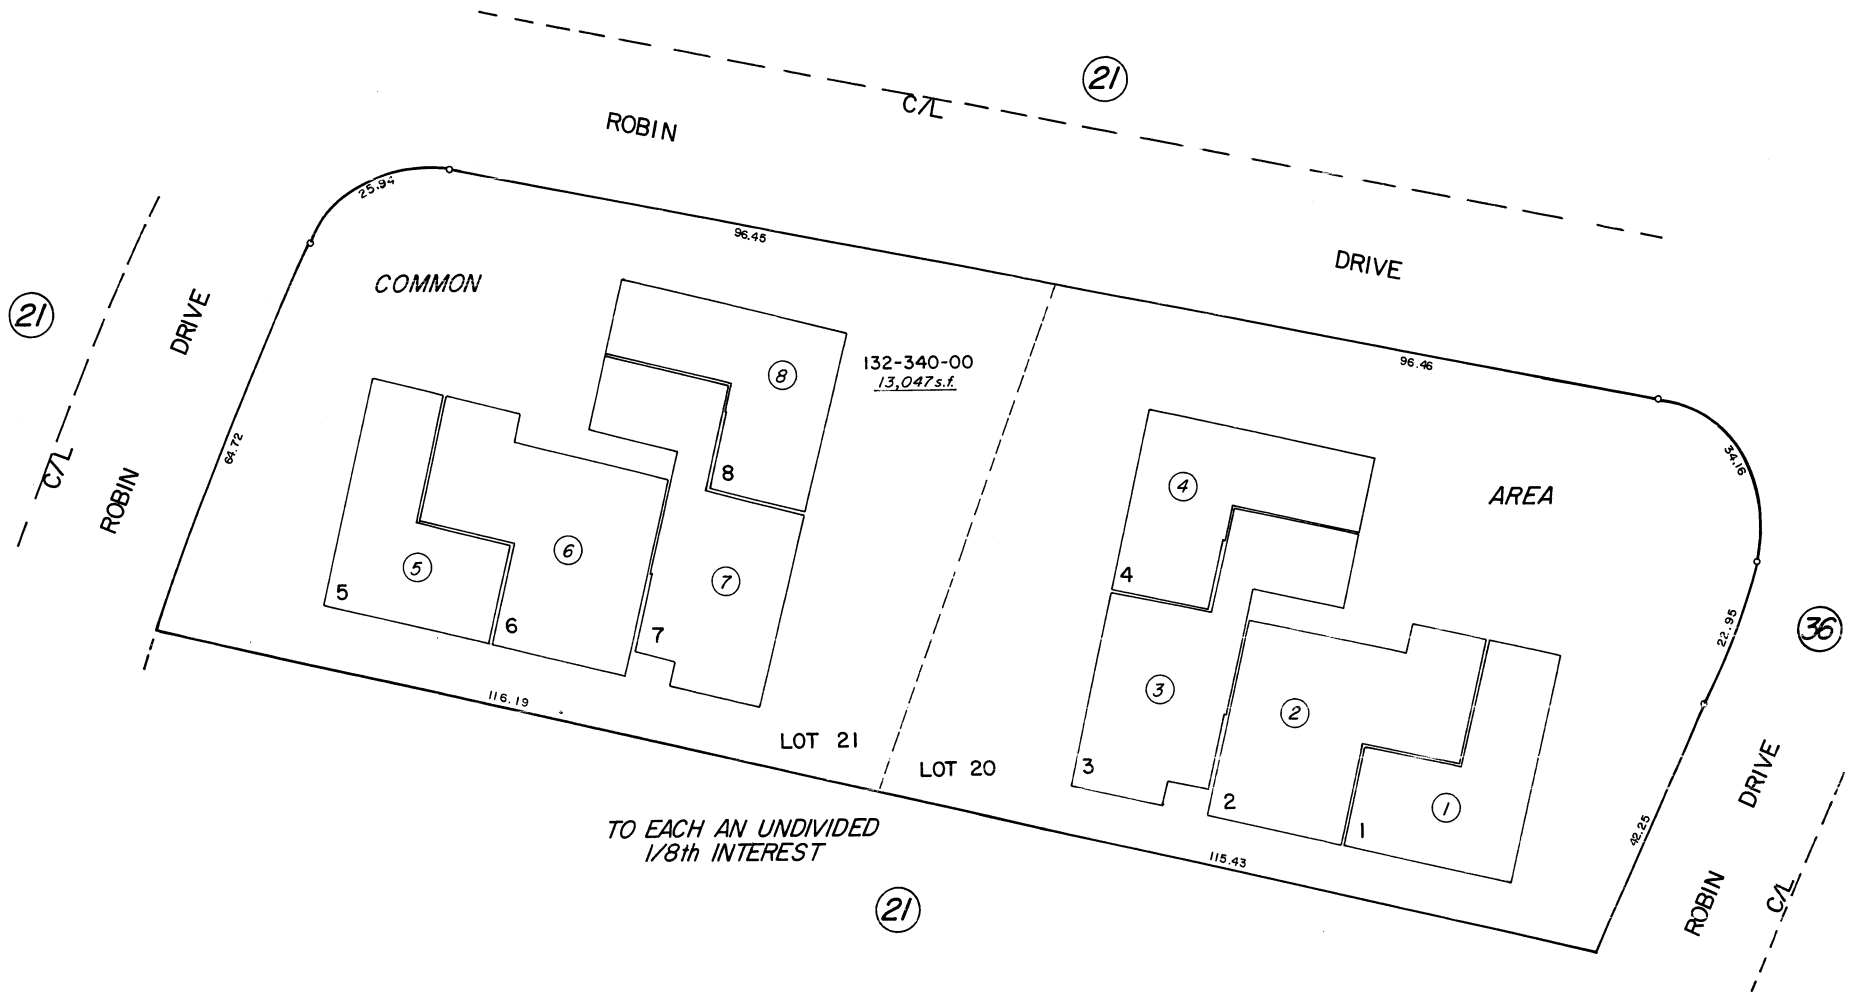 21
C/L
ROBIN
DRIVE
25.94
96.45
COMMON
21
DRIVE
ROBIN
C/L
64.72
132-340-00
13,047 s.f.
96.46
34.16
AREA
8
8
4
4
5
5
6
6
7
7
3
3
2
2
1
1
22.95
36
116.19
LOT 21
LOT 20
DRIVE
ROBIN
C/L
42.25
115.43
TO EACH AN UNDIVIDED
1/8th INTEREST
21